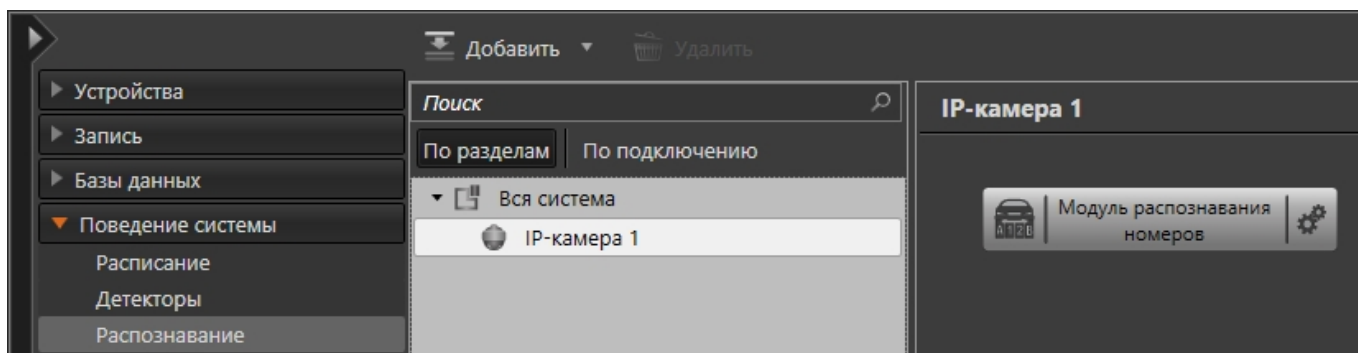 Добавить
Удалить
Устройства
Запись
Базы данных
Поведение системы
Расписание
Детекторы
Распознавание
Поиск
По разделам
По подключению
Вся система
IP-камера 1
IP-камера 1
A12B
Модуль распознавания
номеров